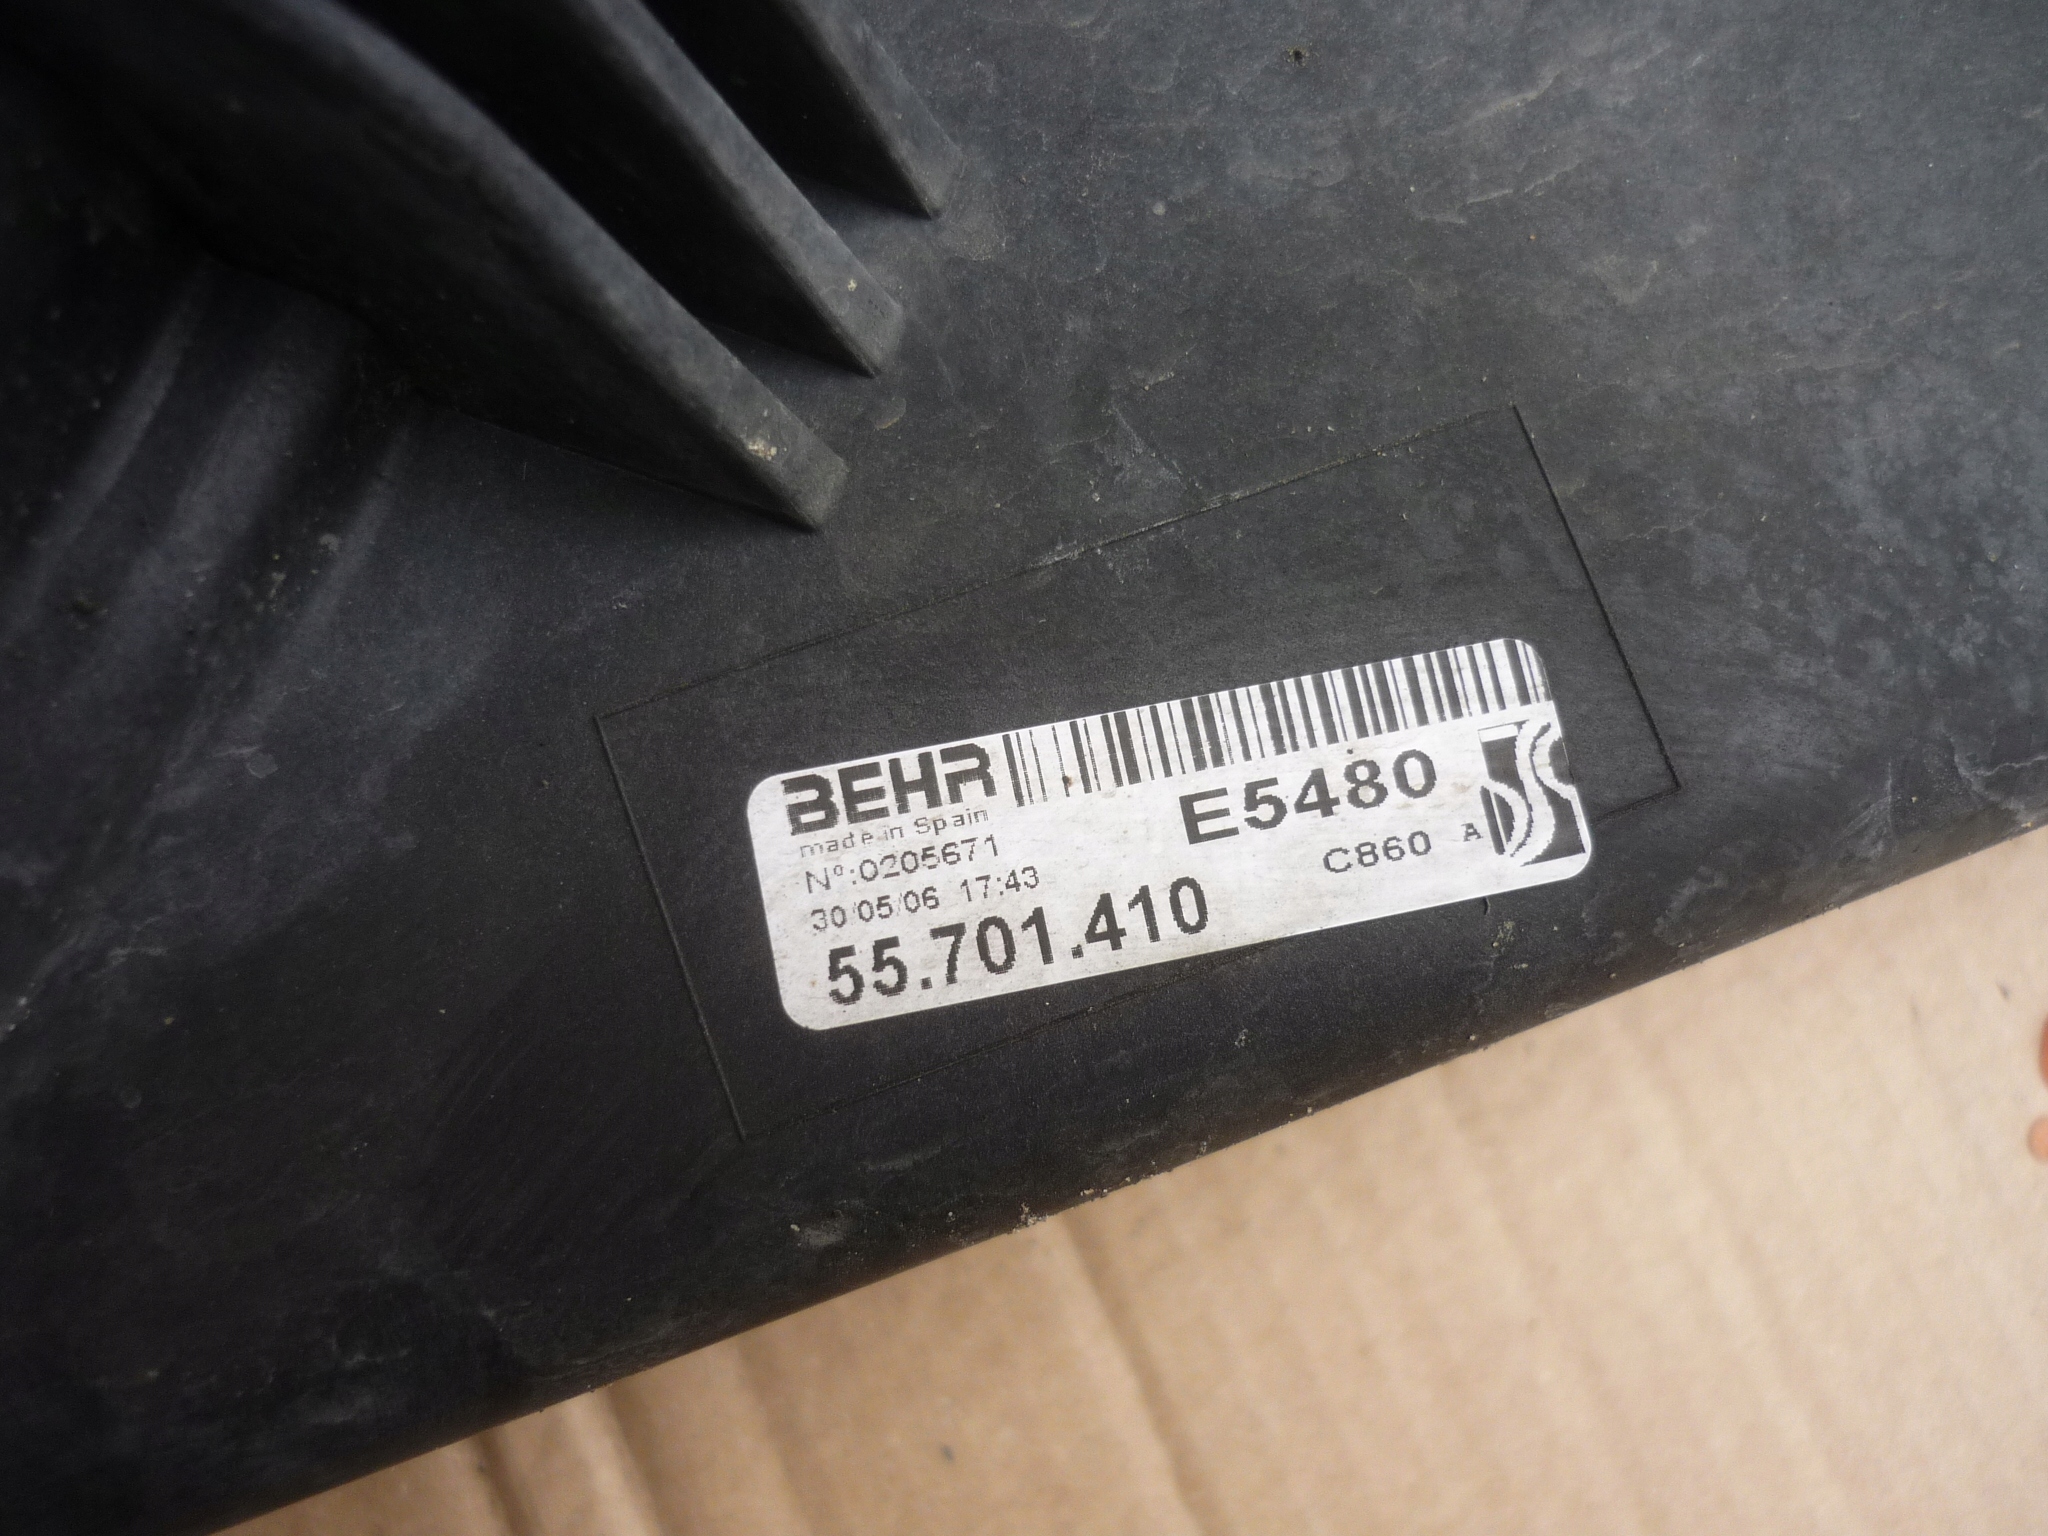 BEHR
made in Spain
Nº:0205671
30/05/06 17:43
55.701.410
E5480
C860 A